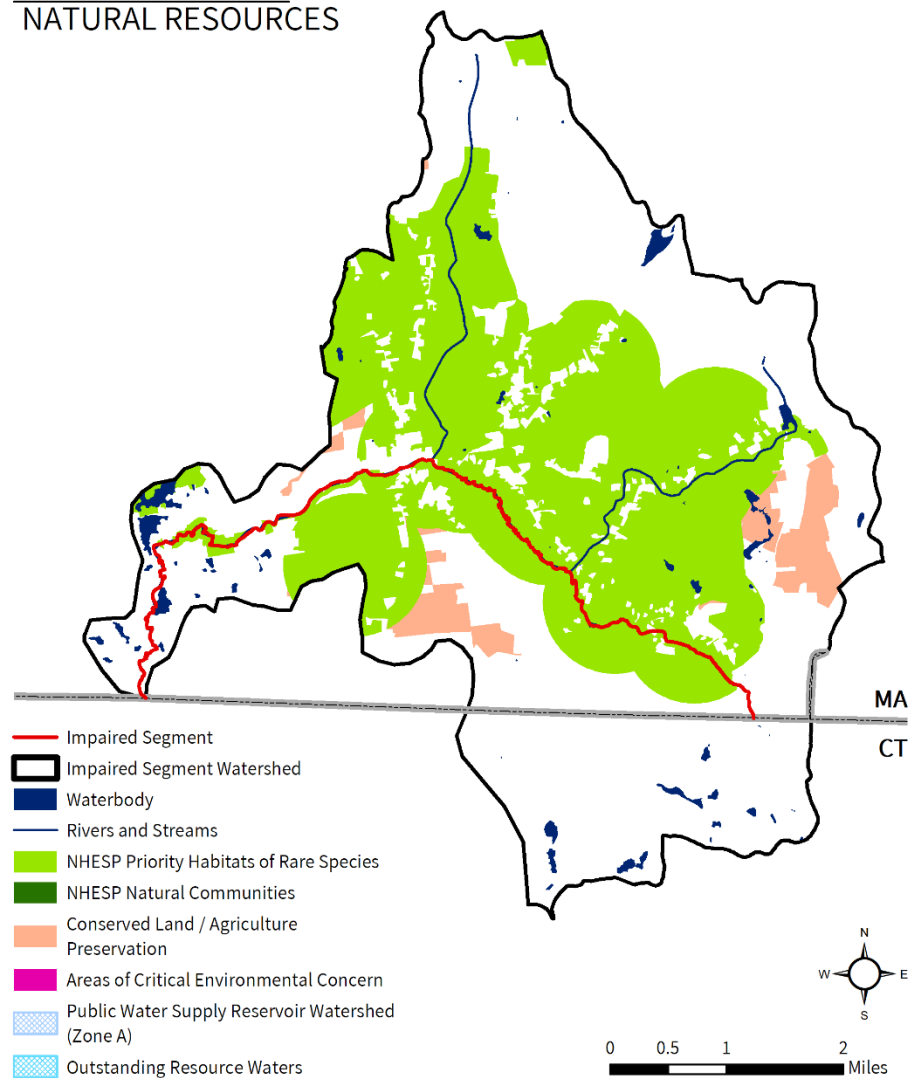 NATURAL RESOURCES
MA
CT
Impaired Segment
Impaired Segment Watershed
Waterbody
Rivers and Streams
NHESP Priority Habitats of Rare Species
NHESP Natural Communities
Conserved Land / Agriculture
Preservation
Areas of Critical Environmental Concern
Public Water Supply Reservoir Watershed
(Zone A)
Outstanding Resource Waters
N
W E
S
0 0.5 1 2
Miles